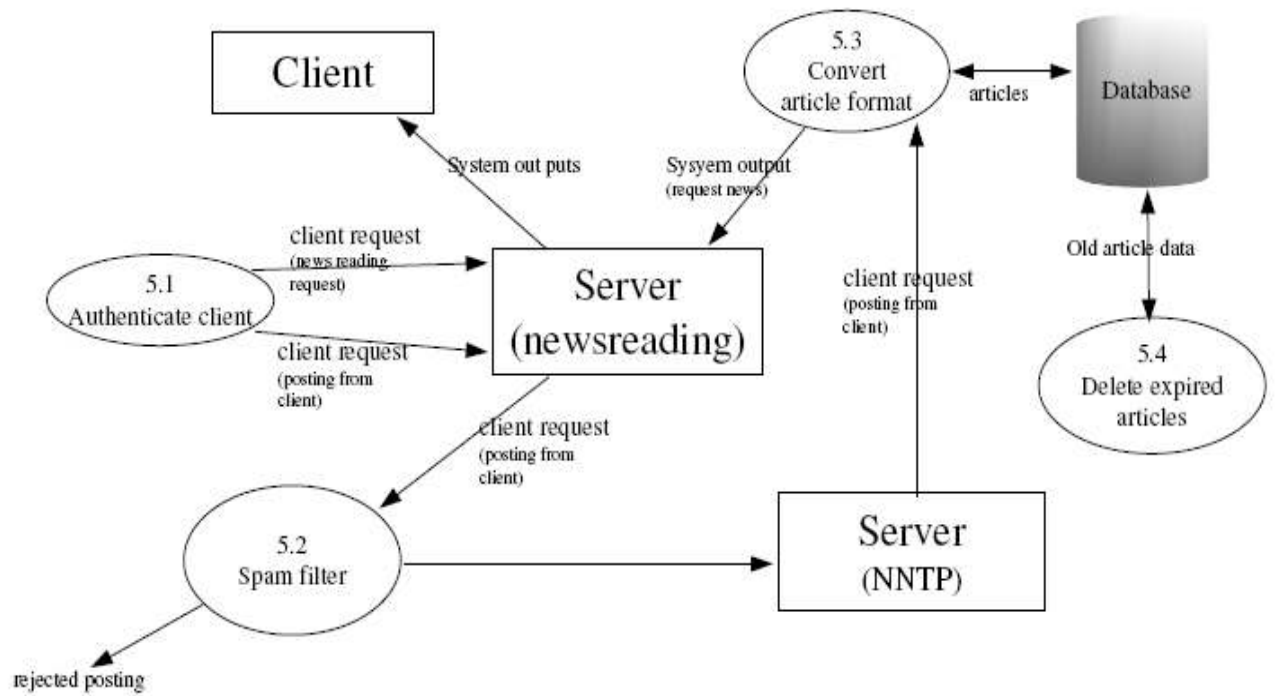 Client
5.3
Convert
article format
articles
Database
System out puts
Sysyem output
(request news)
client request
(news reading
request)
5.1
Authenticate client
client request
(posting from
client)
Server
(newsreading)
client request
(posting from
client)
Old article data
5.4
Delete expired
articles
client request
(posting from
client)
5.2
Spam filter
Server
(NNTP)
rejected posting